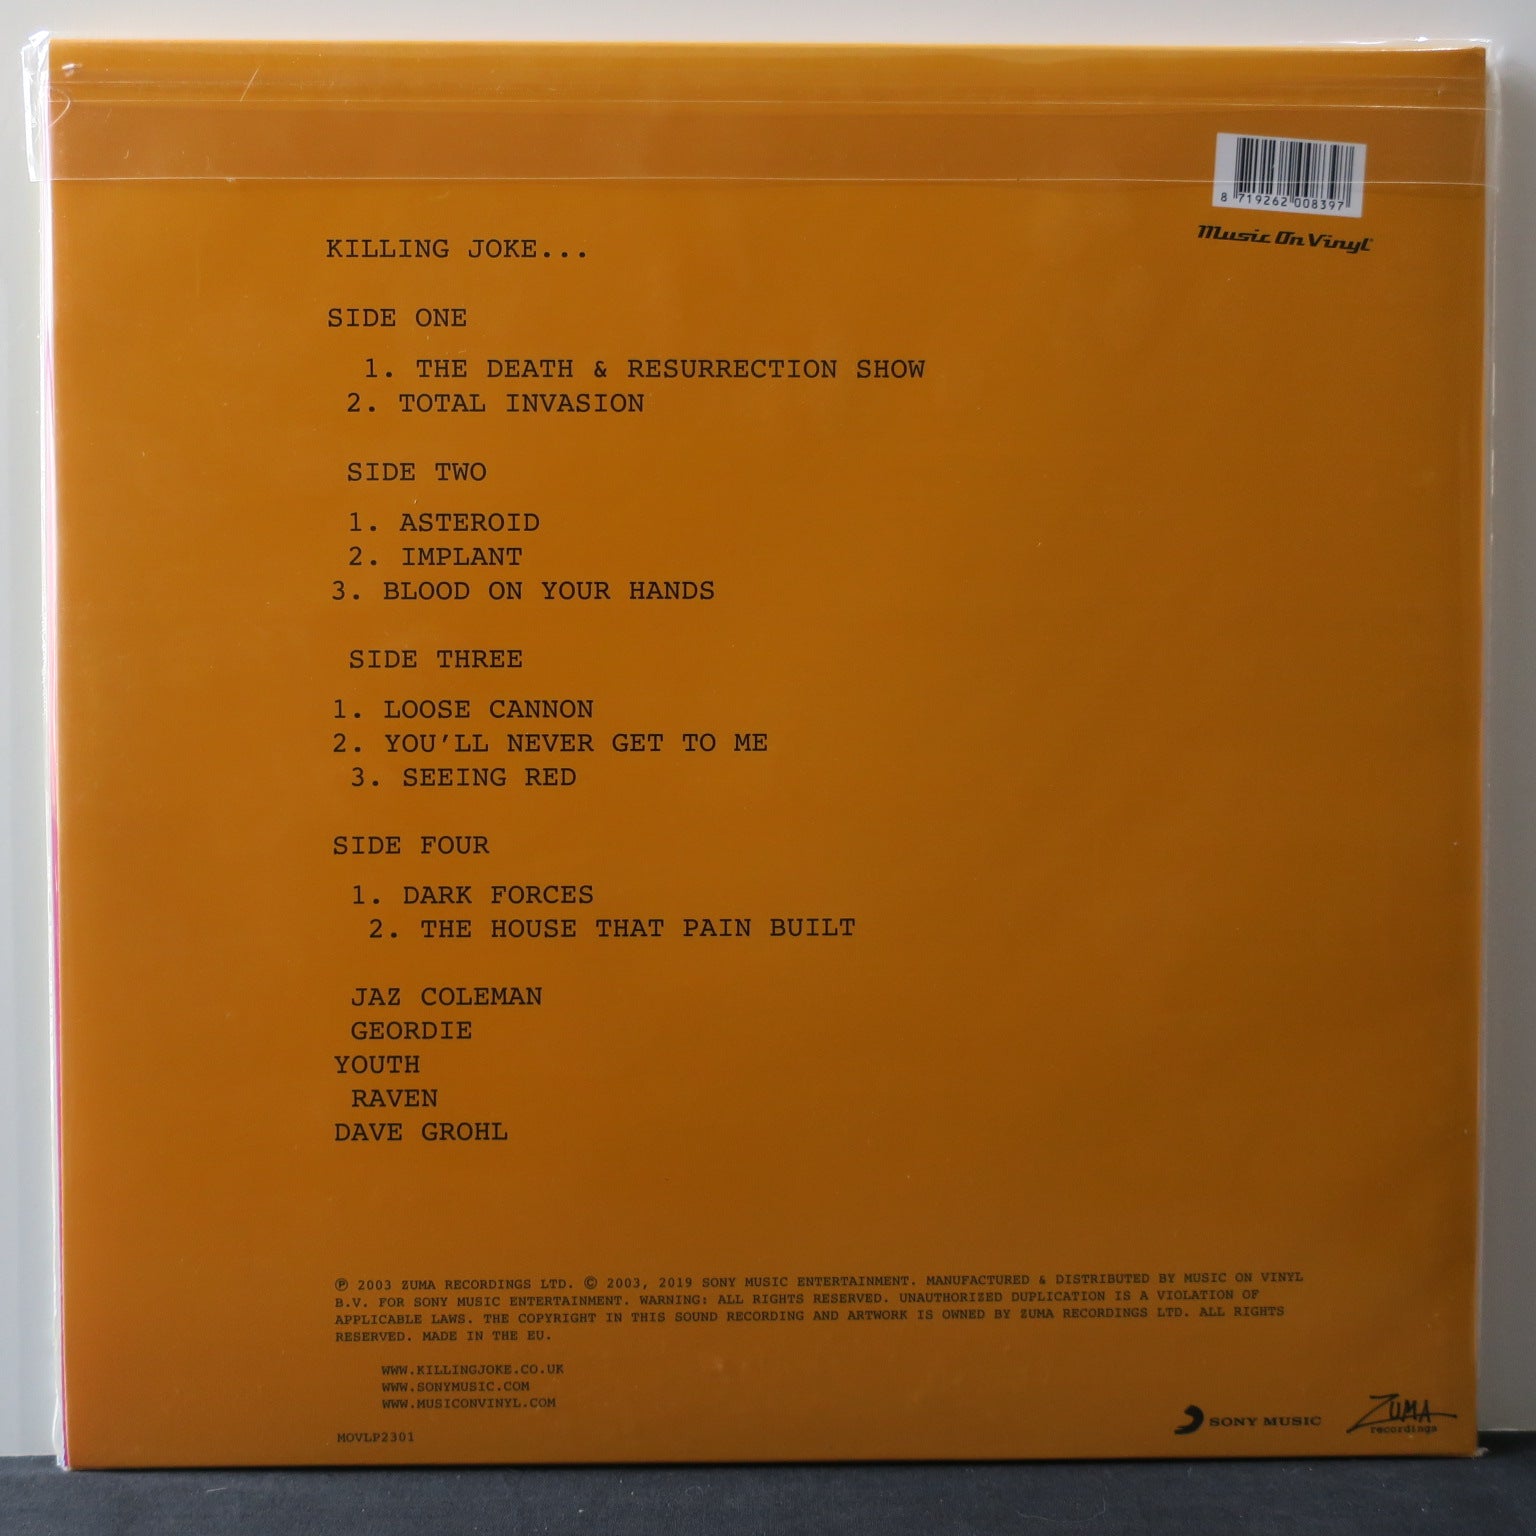 8 719262 008397
Music On Vinyl
KILLING JOKE...
SIDE ONE
1. THE DEATH & RESURRECTION SHOW
2. TOTAL INVASION
SIDE TWO
1. ASTEROID
2. IMPLANT
3. BLOOD ON YOUR HANDS
SIDE THREE
1. LOOSE CANNON
2. YOU'LL NEVER GET TO ME
3. SEEING RED
SIDE FOUR
1. DARK FORCES
2. THE HOUSE THAT PAIN BUILT
JAZ COLEMAN
GEORDIE
YOUTH
RAVEN
DAVE GROHL
℗ 2003 ZUMA RECORDINGS LTD. © 2003, 2019 SONY MUSIC ENTERTAINMENT. MANUFACTURED & DISTRIBUTED BY MUSIC ON VINYL
B.V. FOR SONY MUSIC ENTERTAINMENT. WARNING: ALL RIGHTS RESERVED. UNAUTHORIZED DUPLICATION IS A VIOLATION OF
APPLICABLE LAWS. THE COPYRIGHT IN THIS SOUND RECORDING AND ARTWORK IS OWNED BY ZUMA RECORDINGS LTD. ALL RIGHTS
RESERVED. MADE IN THE EU.
WWW.KILLINGJOKE.CO.UK
WWW.SONYMUSIC.COM
WWW.MUSICONVINYL.COM
MOVLP2301
SONY MUSIC
ZUMA
recordings